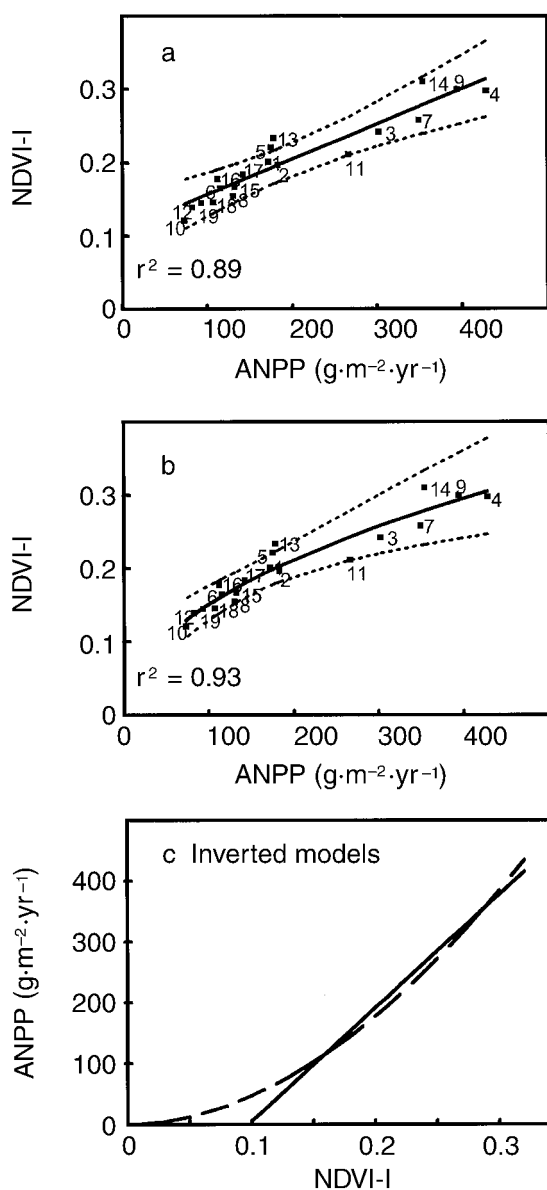 a
NDVI-I
0.3
0.2
0.1
0
14 9 4
13
5
3 7
16 17 1
6 2 11
12 15
18 8
10 19
r² = 0.89
0 100 200 300 400
ANPP (g·m⁻²·yr⁻¹)
b
NDVI-I
0.3
0.2
0.1
0
14 9 4
13
5
3 7
16 17 1
6 2 11
12 15
18 8
10 19
r² = 0.93
0 100 200 300 400
ANPP (g·m⁻²·yr⁻¹)
c Inverted models
ANPP (g·m⁻²·yr⁻¹)
400
300
200
100
0
0 0.1 0.2 0.3
NDVI-I